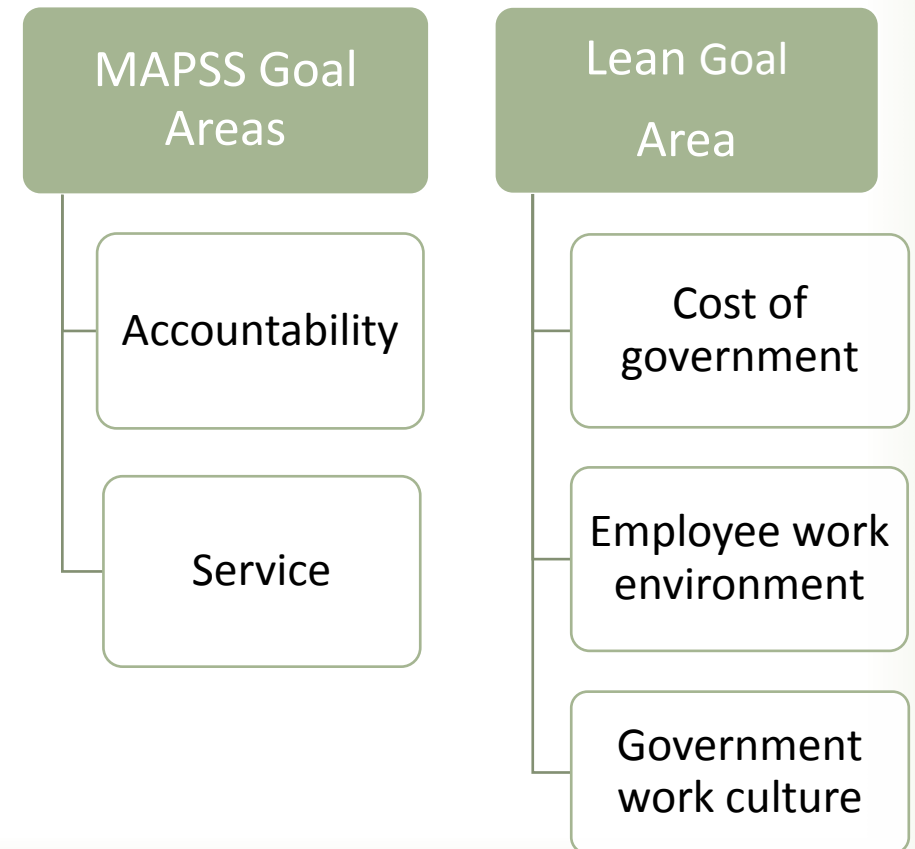 MAPSS Goal
Areas
Accountability
Service
Lean Goal
Area
Cost of
government
Employee work
environment
Government
work culture